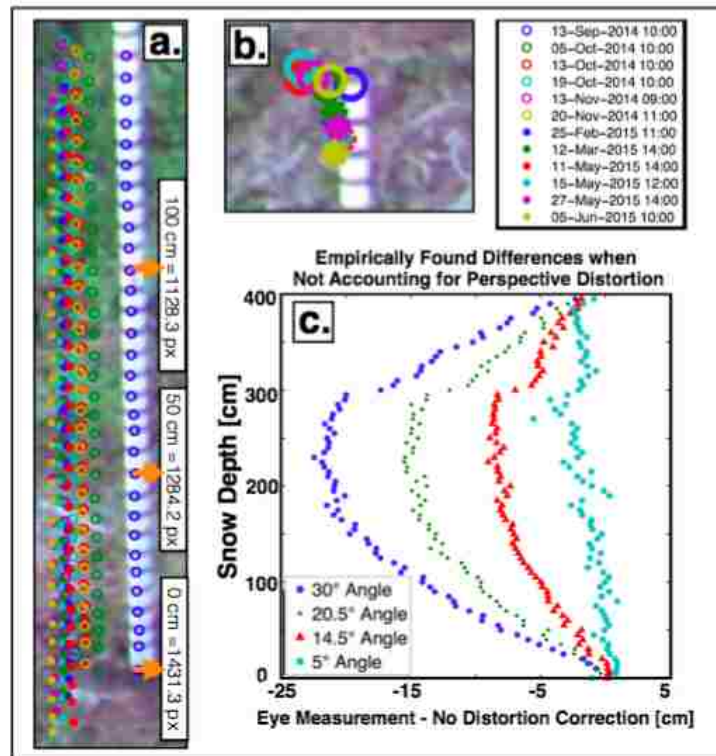 a.
100 cm = 1128.3 px
50 cm = 1284.2 px
0 cm = 1431.3 px
b.
13-Sep-2014 10:00
05-Oct-2014 10:00
13-Oct-2014 10:00
19-Oct-2014 10:00
13-Nov-2014 09:00
20-Nov-2014 11:00
25-Feb-2015 11:00
12-Mar-2015 14:00
11-May-2015 14:00
15-May-2015 12:00
27-May-2015 14:00
05-Jun-2015 10:00
Empirically Found Differences when
Not Accounting for Perspective Distortion
c.
400
300
200
100
0
Snow Depth [cm]
30° Angle
20.5° Angle
14.5° Angle
5° Angle
-25 -15 -5 5
Eye Measurement - No Distortion Correction [cm]